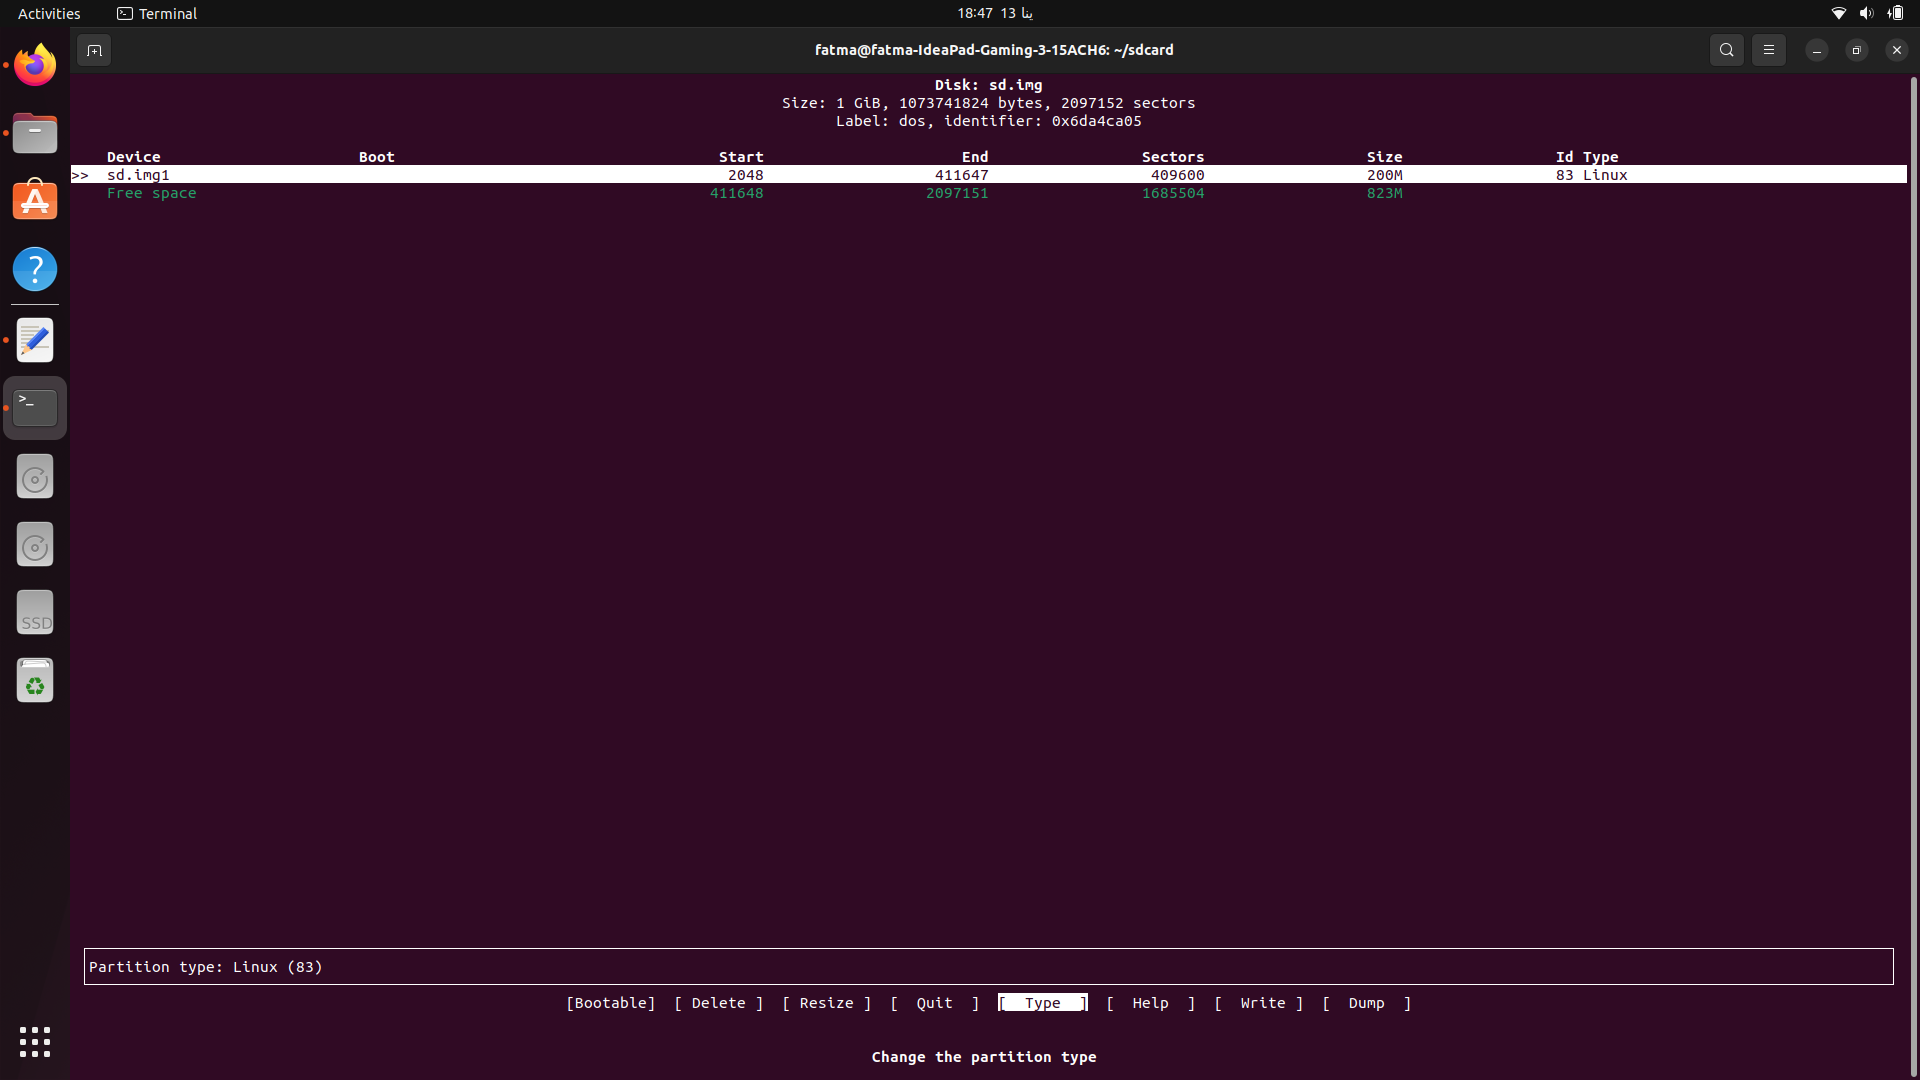 Activities Terminal 18:47 13 ينا
fatma@fatma-IdeaPad-Gaming-3-15ACH6: ~/sdcard
Disk: sd.img
Size: 1 GiB, 1073741824 bytes, 2097152 sectors
Label: dos, identifier: 0x6da4ca05
Device Boot Start End Sectors Size Id Type
>> sd.img1 2048 411647 409600 200M 83 Linux
Free space 411648 2097151 1685504 823M
>_
SSD
Partition type: Linux (83)
[Bootable] [ Delete ] [ Resize ] [ Quit ] [ Type ] [ Help ] [ Write ] [ Dump ]
Change the partition type